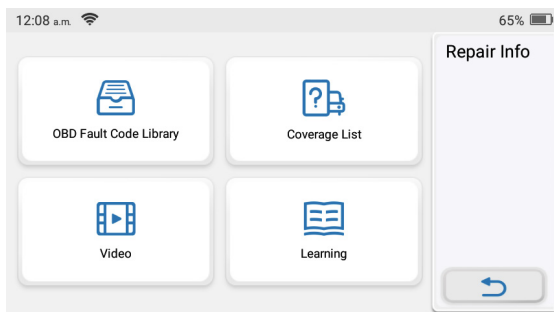 12:08 a.m.
65%
Repair Info
OBD Fault Code Library
Coverage List
Video
Learning